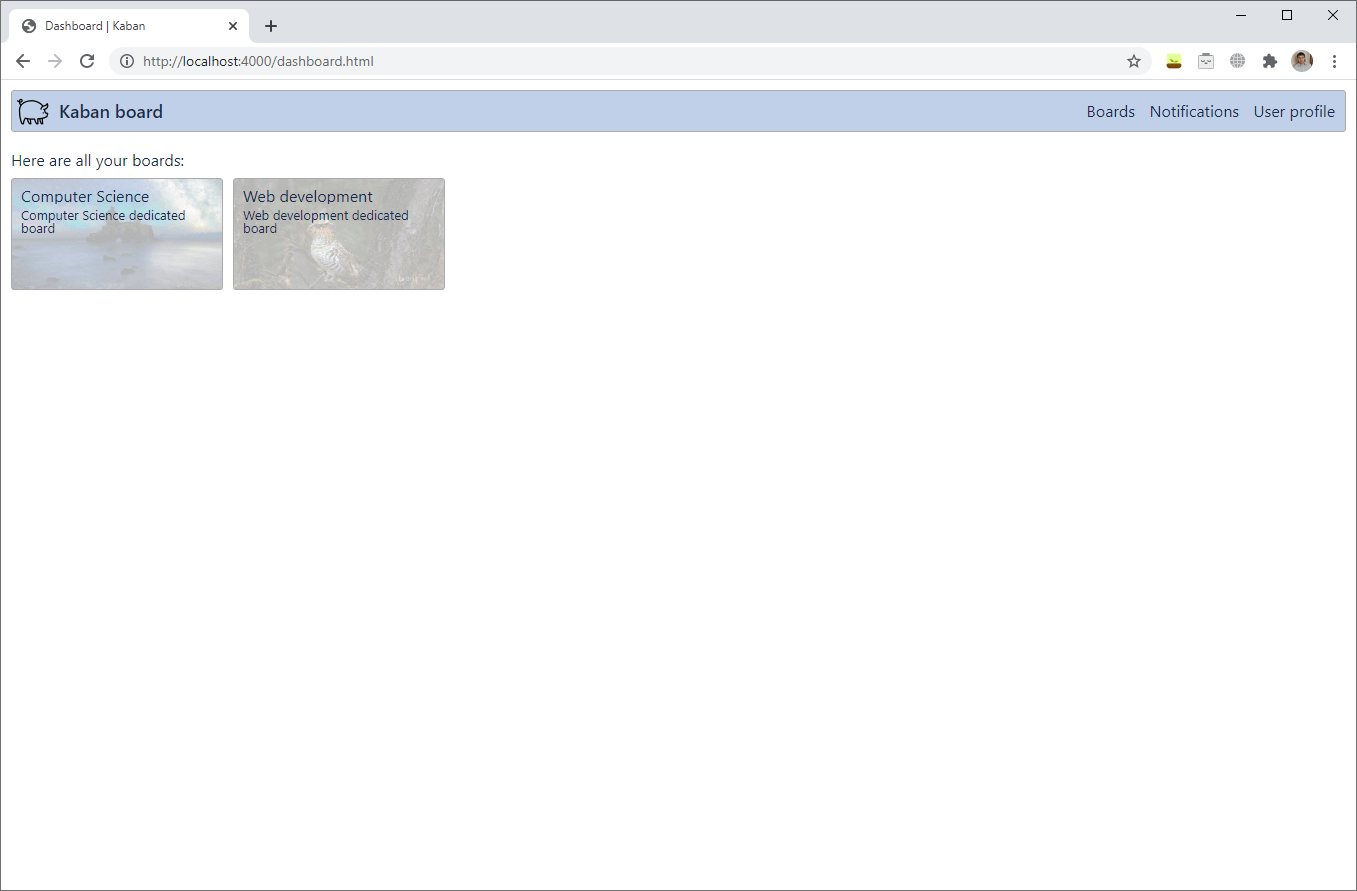 Dashboard | Kaban
http://localhost:4000/dashboard.html
Kaban board
Boards Notifications User profile
Here are all your boards:
Computer Science
Computer Science dedicated
board
Web development
Web development dedicated
board